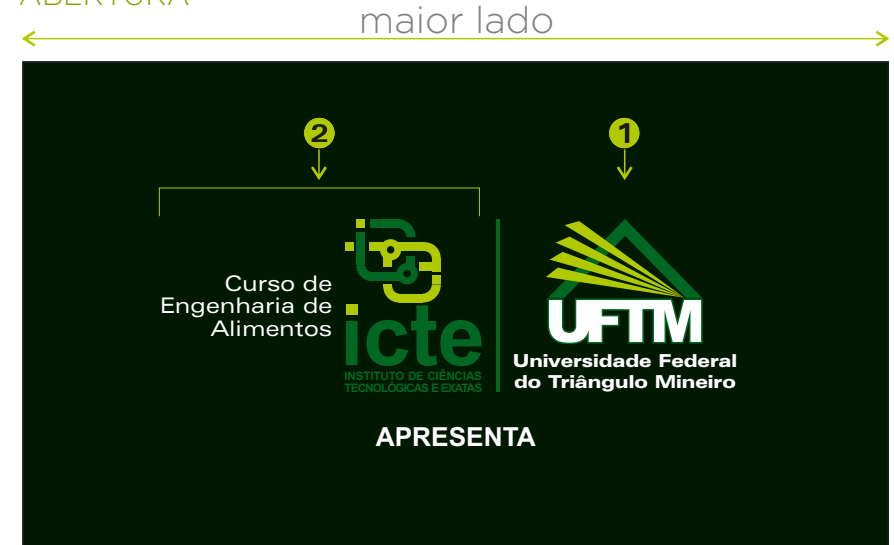 ABERTURA
maior lado
2
1
Curso de
Engenharia de
Alimentos
icte
INSTITUTO DE CIÊNCIAS
TECNOLÓGICAS E EXATAS
UFTM
Universidade Federal
do Triângulo Mineiro
APRESENTA